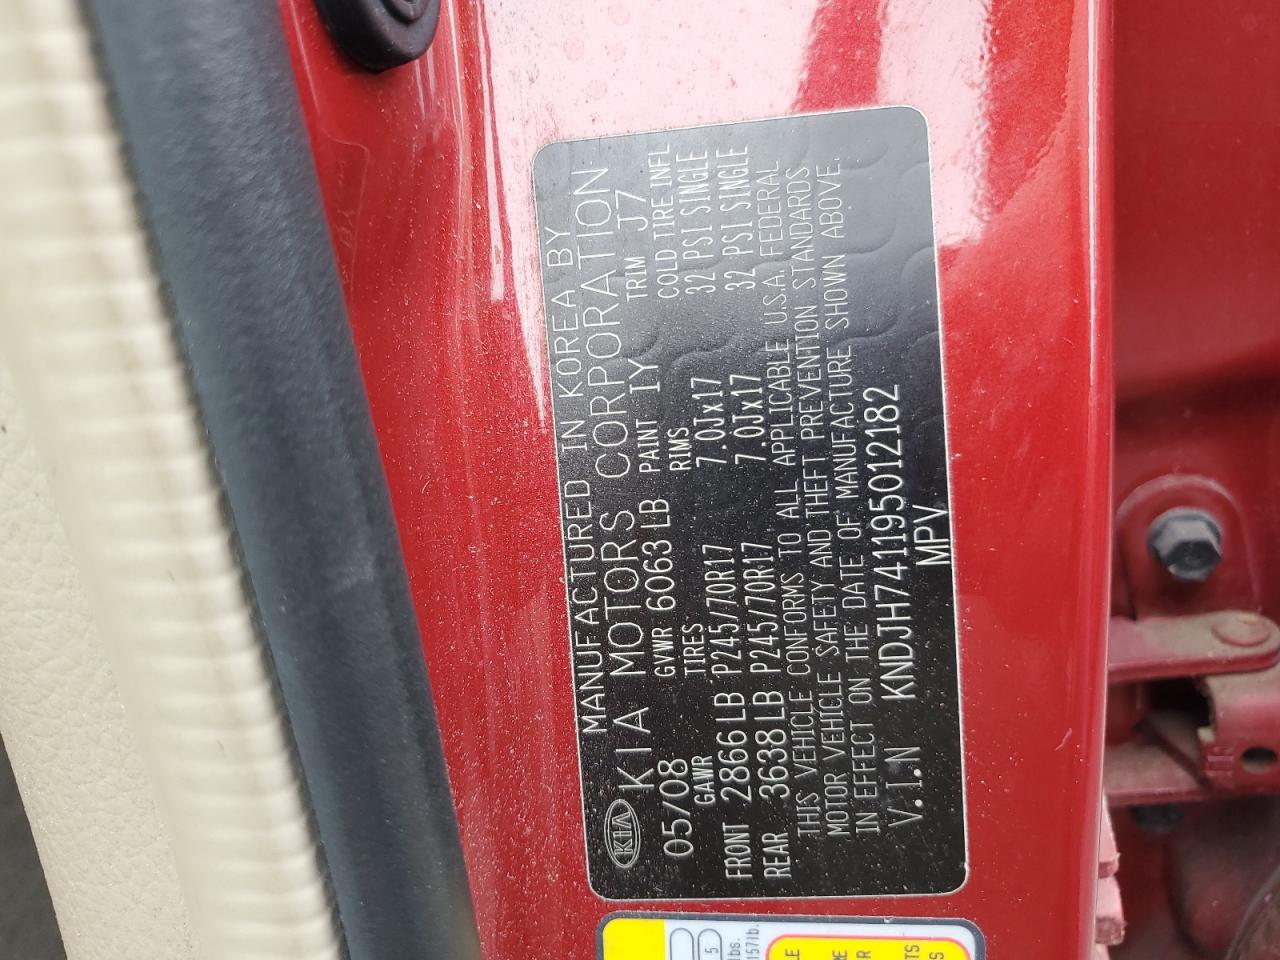 MANUFACTURED IN KOREA BY
KIA KIA MOTORS CORPORATION
05/08 GVWR 6063 LB PAINT IY TRIM J7
GAWR TIRES RIMS COLD TIRE INFL
FRONT 2866 LB P245/70R17 7.0Jx17 32 PSI SINGLE
REAR 3638 LB P245/70R17 7.0Jx17 32 PSI SINGLE
THIS VEHICLE CONFORMS TO ALL APPLICABLE U.S.A. FEDERAL
MOTOR VEHICLE SAFETY AND THEFT PREVENTION STANDARDS
IN EFFECT ON THE DATE OF MANUFACTURE SHOWN ABOVE.
V.I.N KNDJH741195012182
MPV
5
lbs.